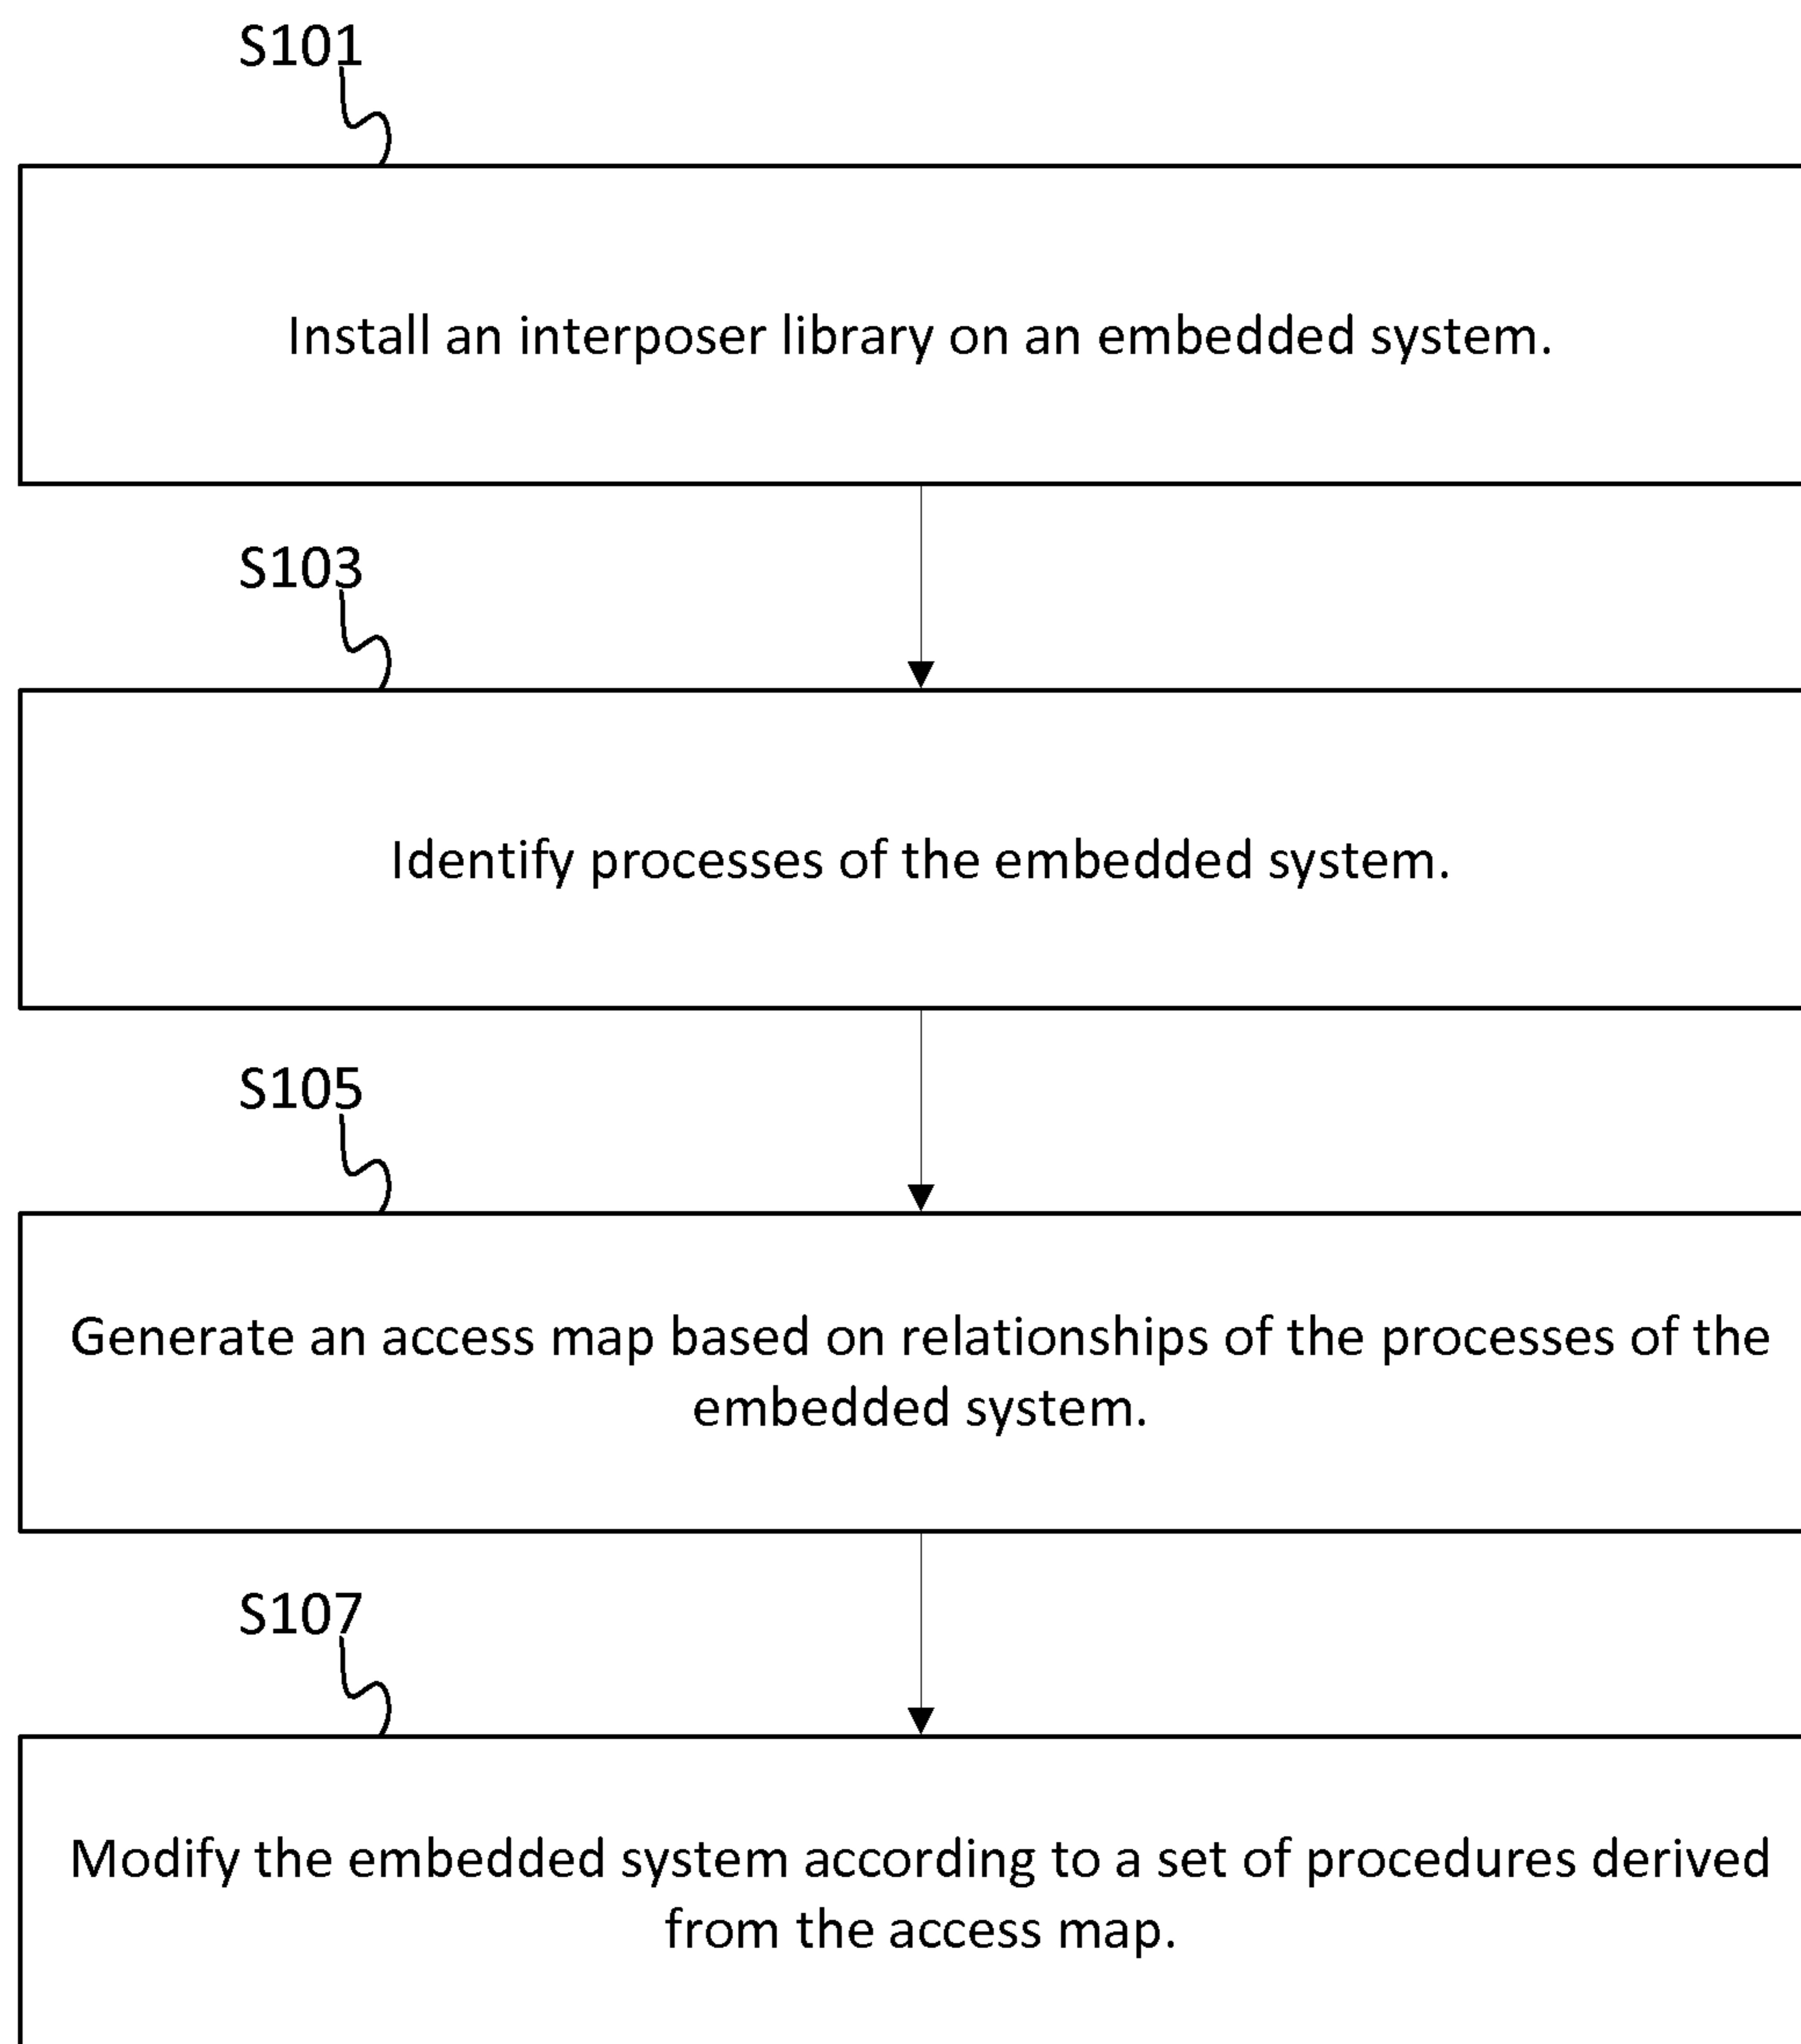 S101
Install an interposer library on an embedded system.
S103
Identify processes of the embedded system.
S105
Generate an access map based on relationships of the processes of the
embedded system.
S107
Modify the embedded system according to a set of procedures derived
from the access map.